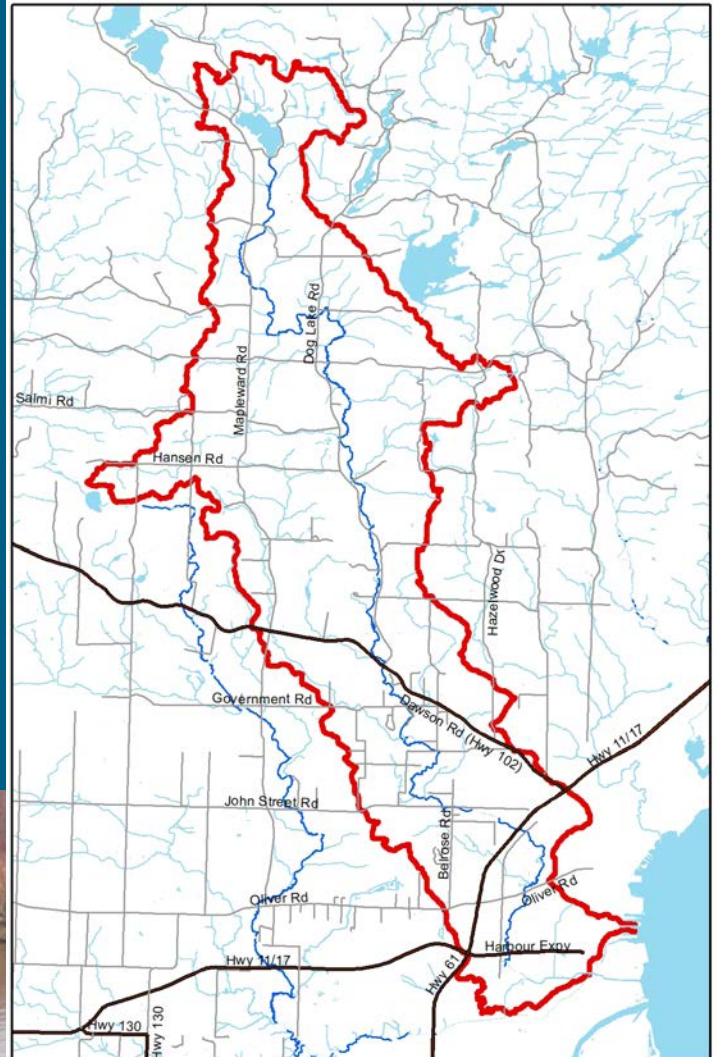 Dog Lake Rd
Mapleward Rd
Salmi Rd
Hansen Rd
Hazelwood Dr
Government Rd
Dawson Rd (Hwy 102)
Hwy 11/17
John Street Rd
Belrose Rd
Oliver Rd
Oliver Rd
Harbour Expy
Hwy 11/17
Hwy 61
Hwy 130
Hwy 130